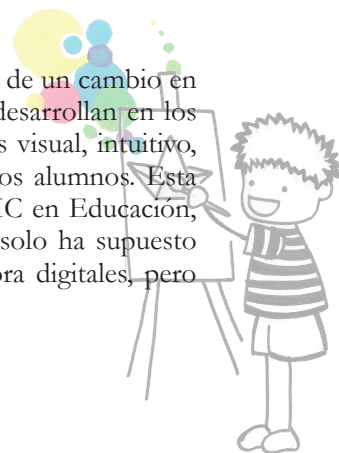 de un cambio en
desarrollan en los
s visual, intuitivo,
os alumnos. Esta
IC en Educación,
solo ha supuesto
ora digitales, pero